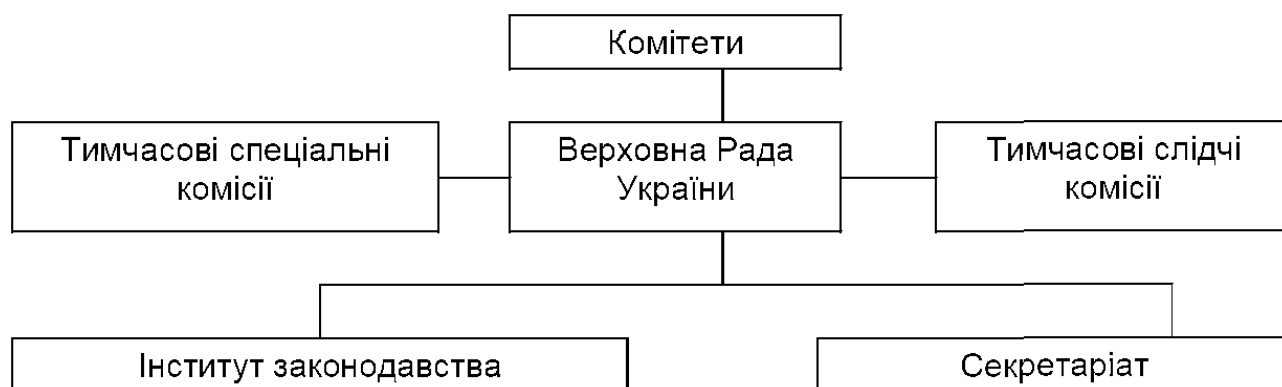 Комітети
Тимчасові спеціальні
комісії
Верховна Рада
України
Тимчасові слідчі
комісії
Інститут законодавства
Секретаріат